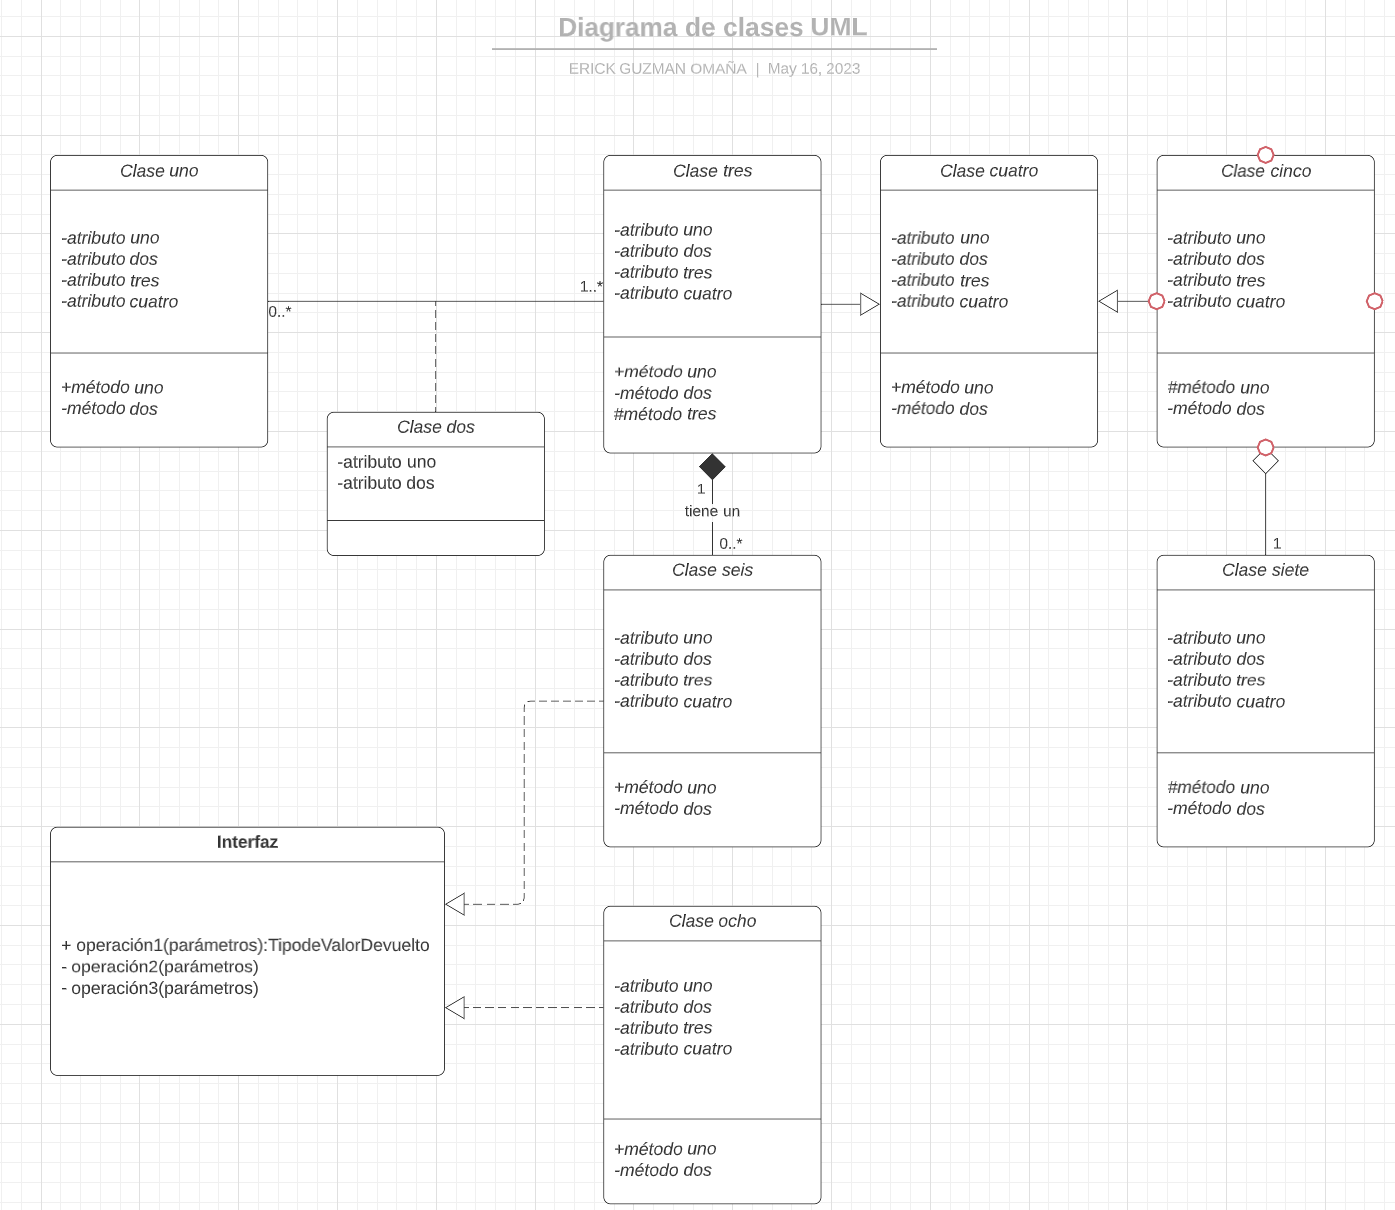 Diagrama de clases UML
ERICK GUZMAN OMAÑA | May 16, 2023
Clase uno
-atributo uno
-atributo dos
-atributo tres
-atributo cuatro
+método uno
-método dos
0..*
1..*
Clase dos
-atributo uno
-atributo dos
Clase tres
-atributo uno
-atributo dos
-atributo tres
-atributo cuatro
+método uno
-método dos
#método tres
Clase cuatro
-atributo uno
-atributo dos
-atributo tres
-atributo cuatro
+método uno
-método dos
Clase cinco
-atributo uno
-atributo dos
-atributo tres
-atributo cuatro
#método uno
-método dos
1
tiene un
0..*
1
Clase seis
-atributo uno
-atributo dos
-atributo tres
-atributo cuatro
+método uno
-método dos
Clase siete
-atributo uno
-atributo dos
-atributo tres
-atributo cuatro
#método uno
-método dos
Interfaz
+ operación1(parámetros):TipodeValorDevuelto
- operación2(parámetros)
- operación3(parámetros)
Clase ocho
-atributo uno
-atributo dos
-atributo tres
-atributo cuatro
+método uno
-método dos